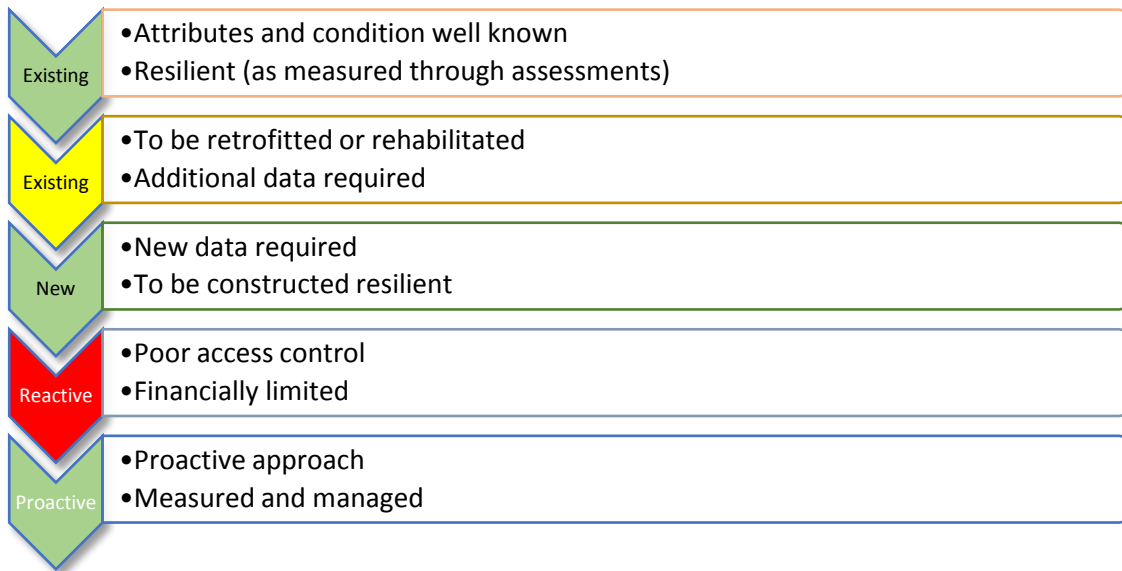 Existing
•Attributes and condition well known
•Resilient (as measured through assessments)
Existing
•To be retrofitted or rehabilitated
•Additional data required
New
•New data required
•To be constructed resilient
Reactive
•Poor access control
•Financially limited
Proactive
•Proactive approach
•Measured and managed